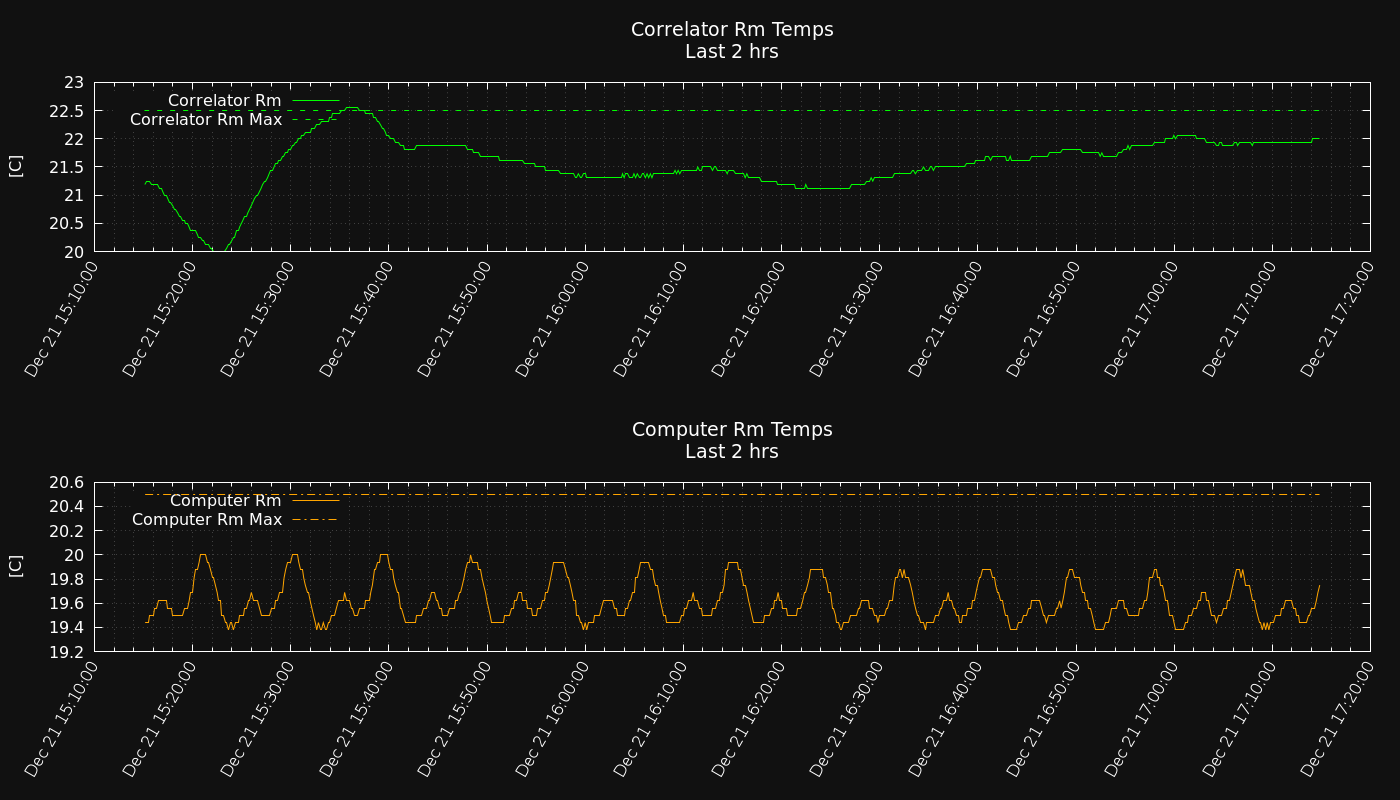 Correlator Rm Temps
Last 2 hrs
23
Correlator Rm
22.5
Correlator Rm Max
22
21.5
[C]
21
20.5
20
Dec 21 15:10:00
Dec 21 15:20:00
Dec 21 15:30:00
Dec 21 15:40:00
Dec 21 15:50:00
Dec 21 16:00:00
Dec 21 16:10:00
Dec 21 16:20:00
Dec 21 16:30:00
Dec 21 16:40:00
Dec 21 16:50:00
Dec 21 17:00:00
Dec 21 17:10:00
Dec 21 17:20:00
Computer Rm Temps
Last 2 hrs
20.6
Computer Rm
20.4
Computer Rm Max
20.2
20
[C]
19.8
19.6
19.4
19.2
Dec 21 15:10:00
Dec 21 15:20:00
Dec 21 15:30:00
Dec 21 15:40:00
Dec 21 15:50:00
Dec 21 16:00:00
Dec 21 16:10:00
Dec 21 16:20:00
Dec 21 16:30:00
Dec 21 16:40:00
Dec 21 16:50:00
Dec 21 17:00:00
Dec 21 17:10:00
Dec 21 17:20:00